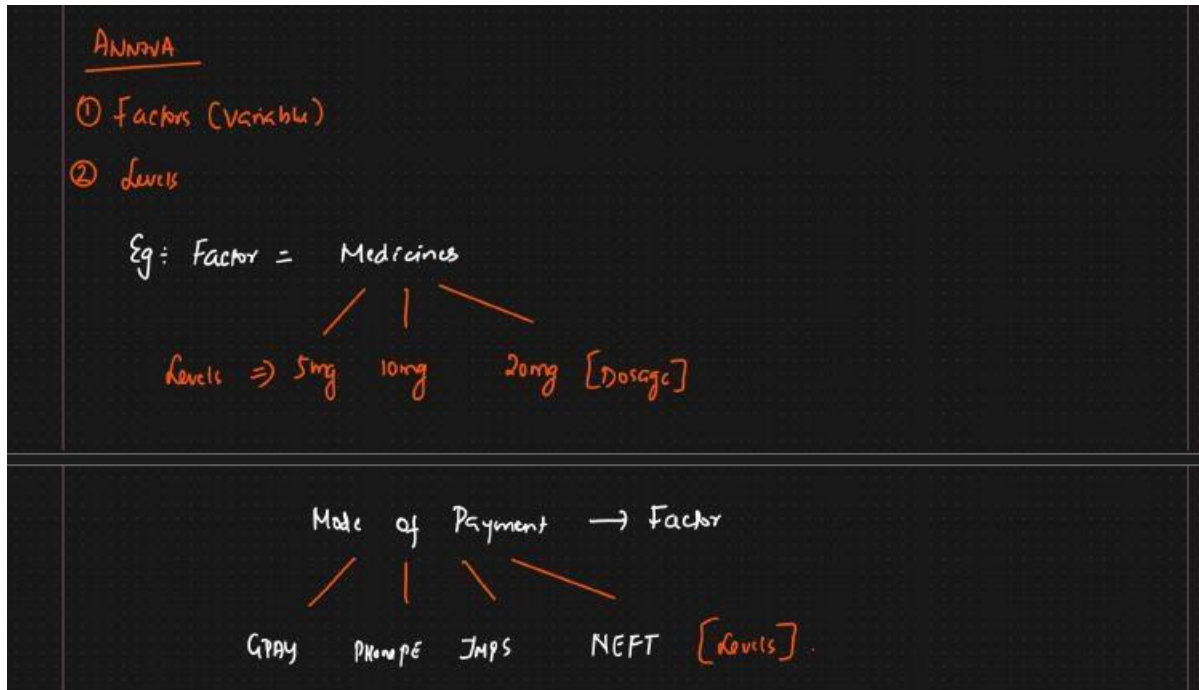 ANNOVA
① Factors (Variable)
② Levels
Eg: Factor = Medicines
Levels ⇒ 5mg 10mg 20mg [Dosage]
Mode of Payment → Factor
GPAY PHonePE IMPS NEFT [Levels].